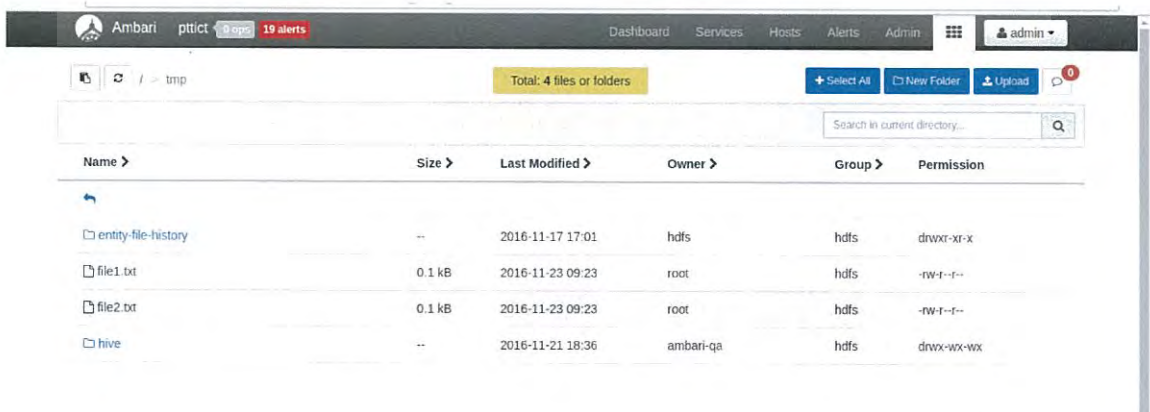 Ambari pttict 0 ops 19 alerts Dashboard Services Hosts Alerts Admin admin
/ > tmp Total: 4 files or folders + Select All New Folder Upload 0
Search in current directory...
Name > Size > Last Modified > Owner > Group > Permission
entity-file-history -- 2016-11-17 17:01 hdfs hdfs drwxr-xr-x
file1.txt 0.1 kB 2016-11-23 09:23 root hdfs -rw-r--r--
file2.txt 0.1 kB 2016-11-23 09:23 root hdfs -rw-r--r--
hive -- 2016-11-21 18:36 ambari-qa hdfs drwx-wx-wx